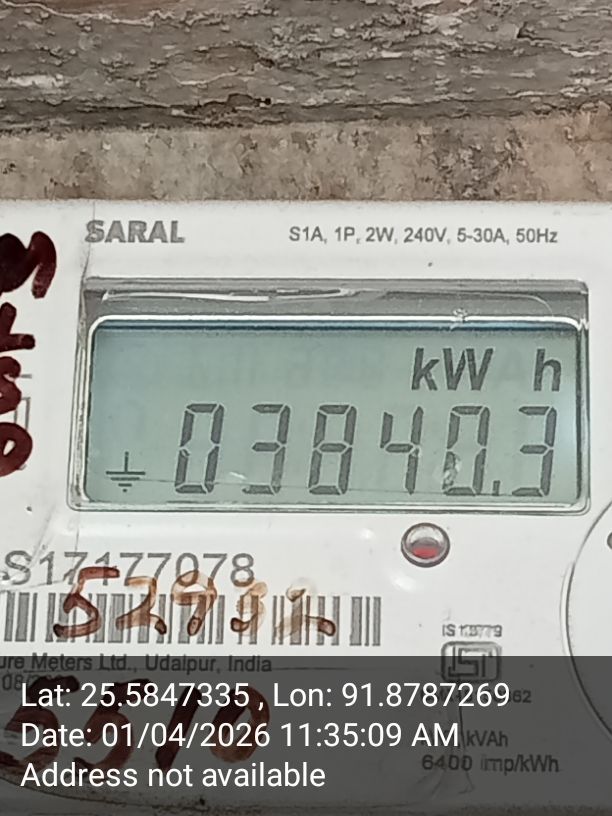 SARAL
S1A, 1P, 2W, 240V, 5-30A, 50Hz
kW h
03840.3
S17177078
52932
IS 13779
ure Meters Ltd., Udaipur, India
kVAh
6400 imp/kWh
Lat: 25.5847335 , Lon: 91.8787269
Date: 01/04/2026 11:35:09 AM
Address not available